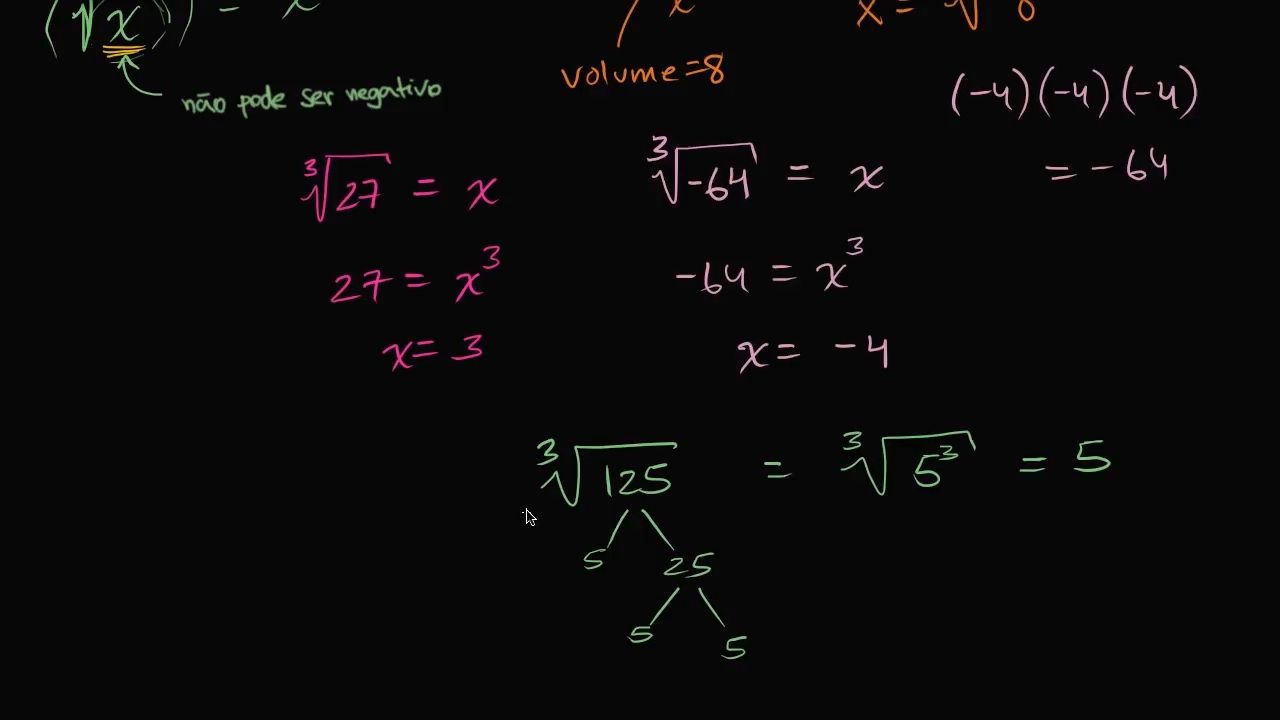 (√x) = x
x
x = ∛8
volume=8
não pode ser negativo
(-4)(-4)(-4)
= -64
∛27 = x
27 = x³
x = 3
∛-64 = x
-64 = x³
x = -4
∛125 = ∛5³ = 5
5 25
5 5